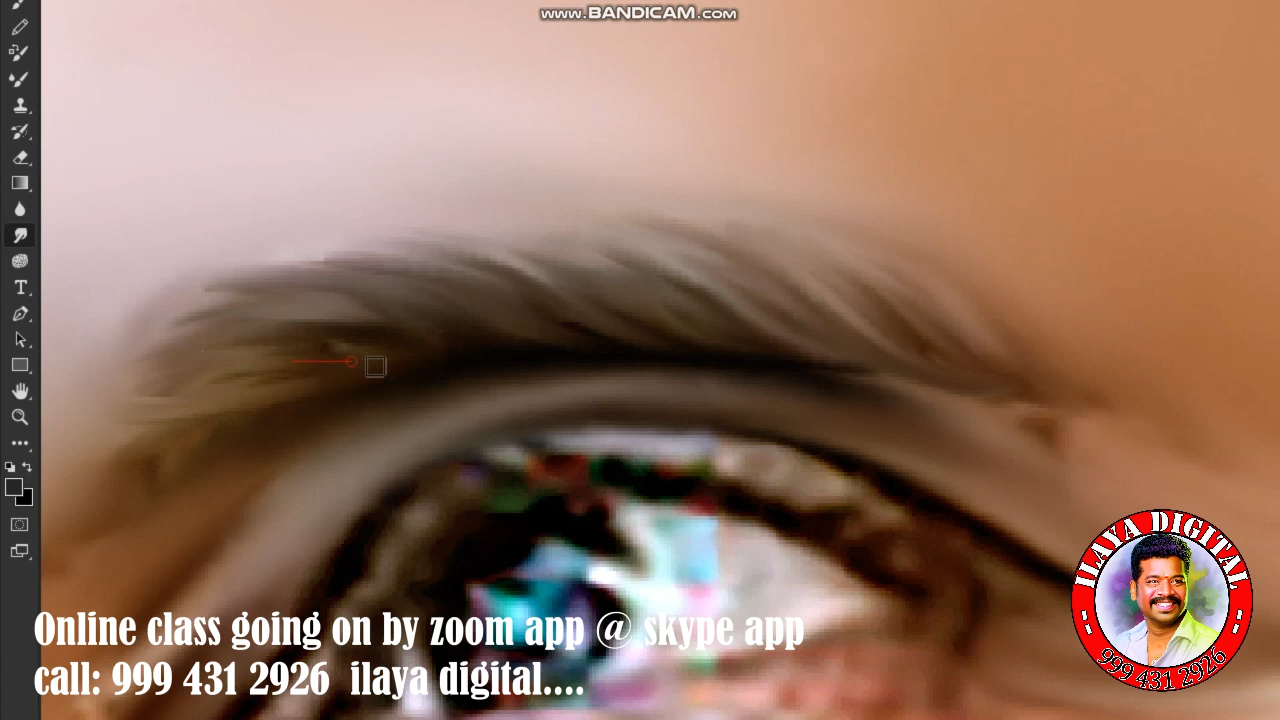 www.BANDICAM.com
T
ILAYA DIGITAL
999 431 2926
Online class going on by zoom app @ skype app
call: 999 431 2926 ilaya digital....